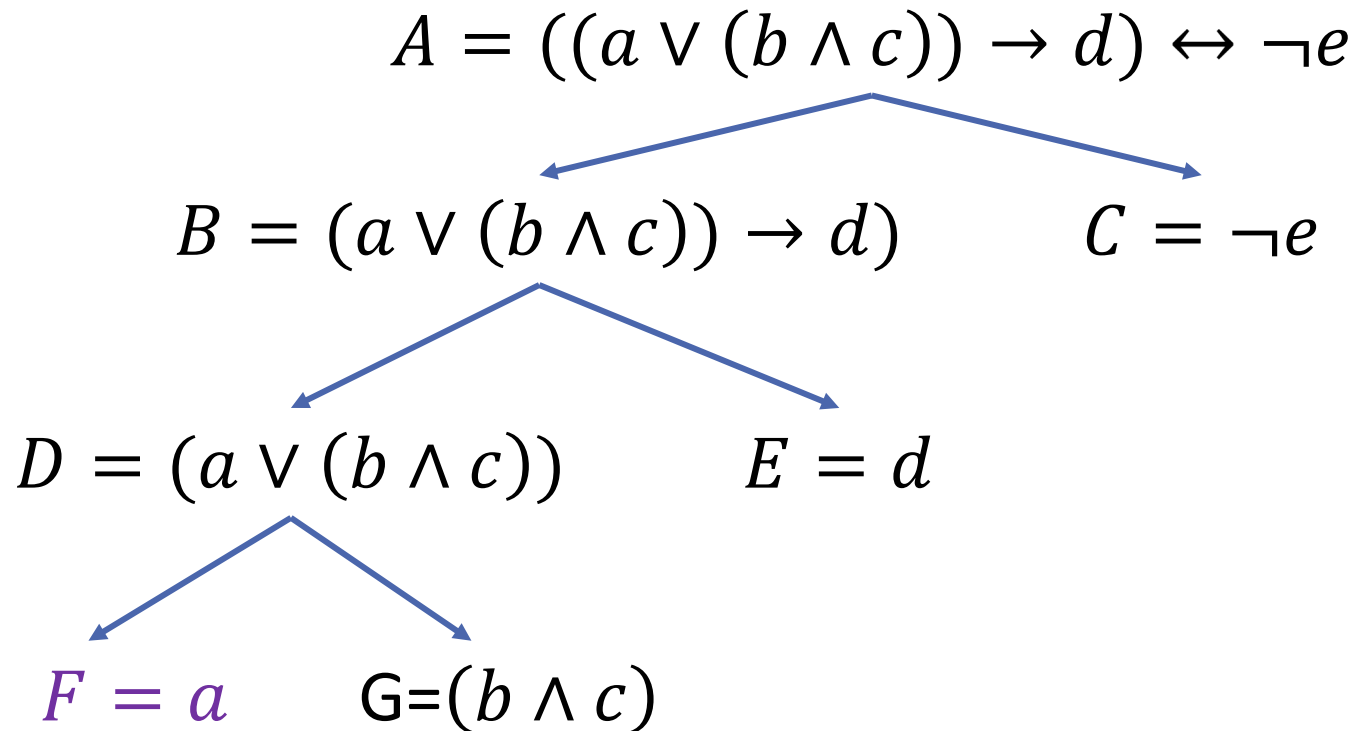 A = ((a ∨ (b ∧ c)) → d) ↔ ¬e
B = (a ∨ (b ∧ c)) → d) C = ¬e
D = (a ∨ (b ∧ c)) E = d
F = a G=(b ∧ c)